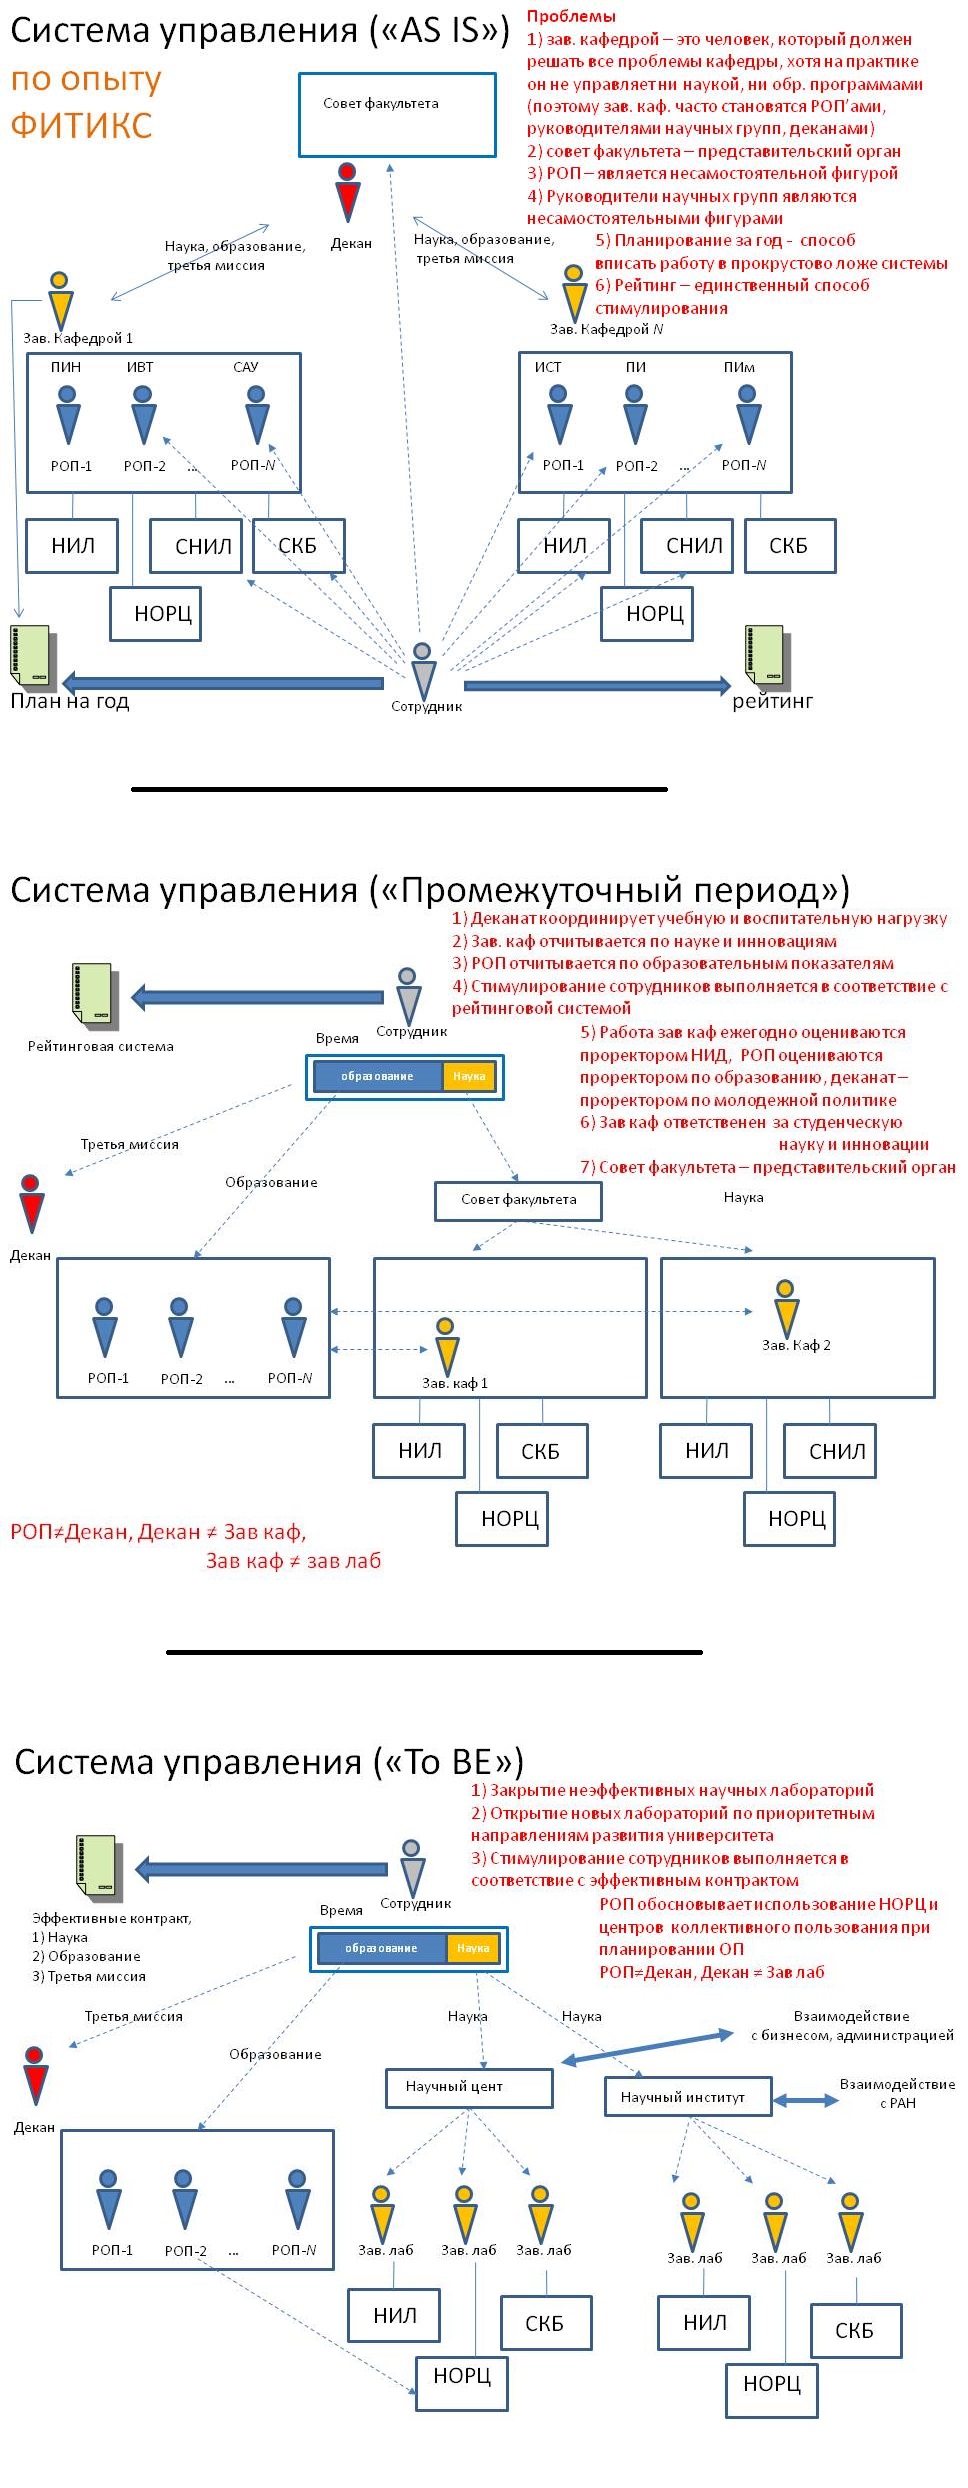 Система управления («AS IS»)
по опыту
ФИТИКС
Проблемы
1) зав. кафедрой – это человек, который должен
решать все проблемы кафедры, хотя на практике
он не управляет ни наукой, ни обр. программами
(поэтому зав. каф. часто становятся РОП’ами,
руководителями научных групп, деканами)
2) совет факультета – представительский орган
3) РОП – является несамостоятельной фигурой
4) Руководители научных групп являются
несамостоятельными фигурами
5) Планирование за год - способ
вписать работу в прокрустово ложе системы
6) Рейтинг – единственный способ
стимулирования
Совет факультета
Декан
Наука, образование,
третья миссия
Наука, образование,
третья миссия
Зав. Кафедрой 1
Зав. Кафедрой N
ПИН ИВТ САУ
РОП-1 РОП-2 ... РОП-N
ИСТ ПИ ПИм
РОП-1 РОП-2 ... РОП-N
НИЛ СНИЛ СКБ
НОРЦ
НИЛ СНИЛ СКБ
НОРЦ
План на год
Сотрудник
рейтинг
Система управления («Промежуточный период»)
1) Деканат координирует учебную и воспитательную нагрузку
2) Зав. каф отчитывается по науке и инновациям
3) РОП отчитывается по образовательным показателям
4) Стимулирование сотрудников выполняется в соответствие с
рейтинговой системой
5) Работа зав каф ежегодно оцениваются
проректором НИД, РОП оцениваются
проректором по образованию, деканат –
проректором по молодежной политике
6) Зав каф ответственен за студенческую
науку и инновации
7) Совет факультета – представительский орган
Рейтинговая система
Сотрудник
Время
образование Наука
Третья миссия
Образование
Декан
Совет факультета
Наука
РОП-1 РОП-2 ... РОП-N
Зав. каф 1
Зав. Каф 2
НИЛ СКБ
НОРЦ
НИЛ СНИЛ
НОРЦ
РОП≠Декан, Декан ≠ Зав каф,
Зав каф ≠ зав лаб
Система управления («To BE»)
1) Закрытие неэффективных научных лабораторий
2) Открытие новых лабораторий по приоритетным
направлениям развития университета
3) Стимулирование сотрудников выполняется в
соответствие с эффективным контрактом
РОП обосновывает использование НОРЦ и
центров коллективного пользования при
планировании ОП
РОП≠Декан, Декан ≠ Зав лаб
Эффективные контракт,
1) Наука
2) Образование
3) Третья миссия
Сотрудник
Время
образование Наука
Третья миссия
Образование
Декан
Наука
Наука
Взаимодействие
с бизнесом, администрацией
Научный цент
Научный институт
Взаимодействие
с РАН
РОП-1 РОП-2 ... РОП-N
Зав. лаб Зав. лаб Зав. лаб
Зав. лаб Зав. лаб Зав. лаб
НИЛ СКБ
НОРЦ
НИЛ СКБ
НОРЦ